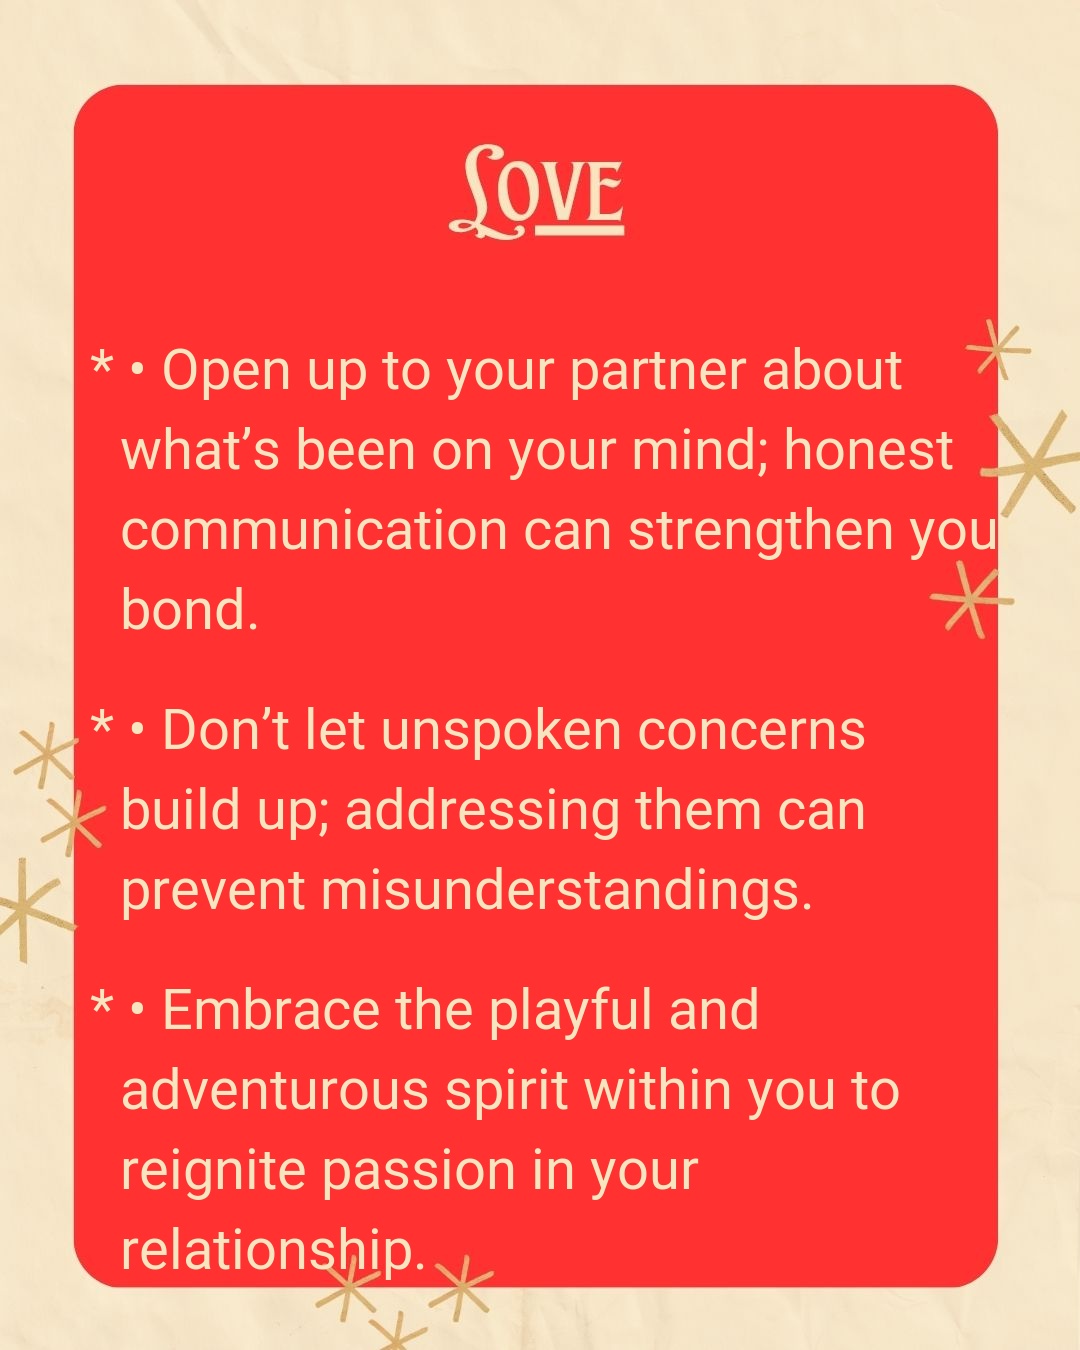 Love
* • Open up to your partner about
what’s been on your mind; honest
communication can strengthen you
bond.
* • Don’t let unspoken concerns
build up; addressing them can
prevent misunderstandings.
* • Embrace the playful and
adventurous spirit within you to
reignite passion in your
relationship.